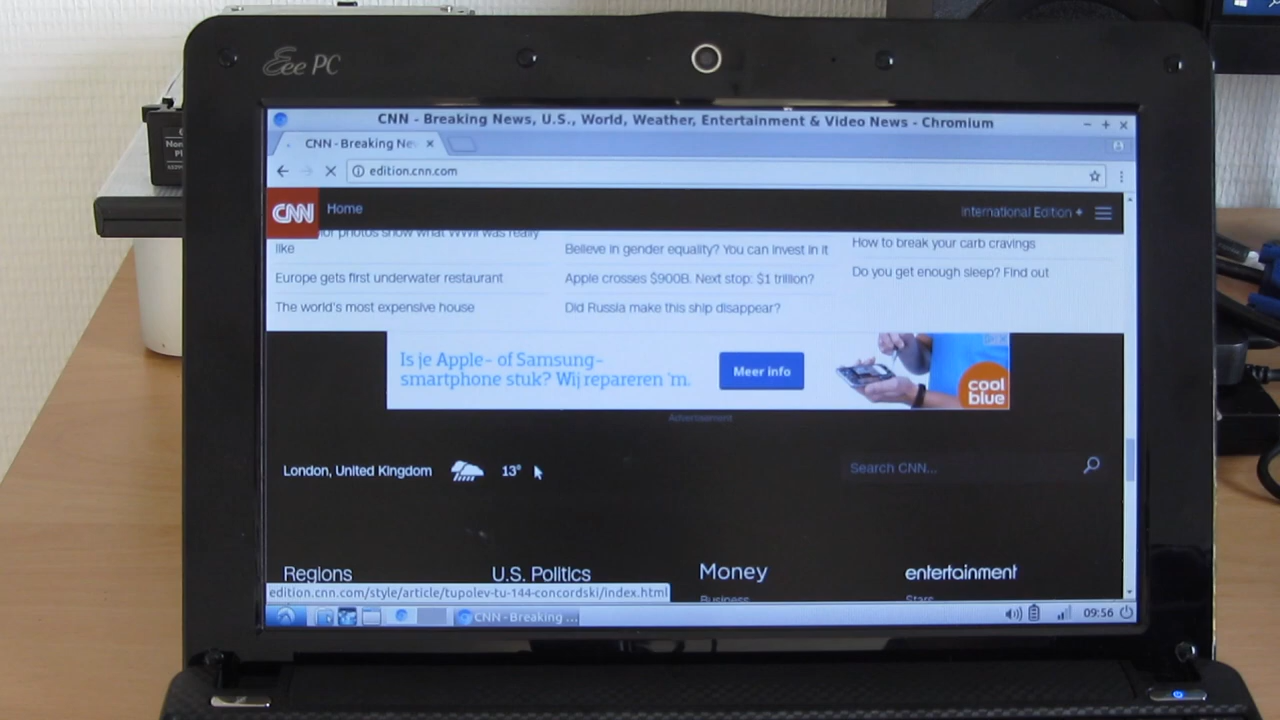 Eee PC
CNN - Breaking News, U.S., World, Weather, Entertainment & Video News - Chromium
CNN - Breaking Ne
edition.cnn.com
CNN Home
International Edition +
photos show what WWII was really
like
Europe gets first underwater restaurant
The world's most expensive house
Believe in gender equality? You can invest in it
Apple crosses $900B. Next stop: $1 trillion?
Did Russia make this ship disappear?
How to break your carb cravings
Do you get enough sleep? Find out
Is je Apple- of Samsung-
smartphone stuk? Wij repareren 'm.
Meer info
cool
blue
Advertisement
London, United Kingdom 13°
Search CNN...
Regions
U.S. Politics
Money
Business
entertainment
Stars
edition.cnn.com/style/article/tupolev-tu-144-concordski/index.html
CNN - Breaking ...
09:56